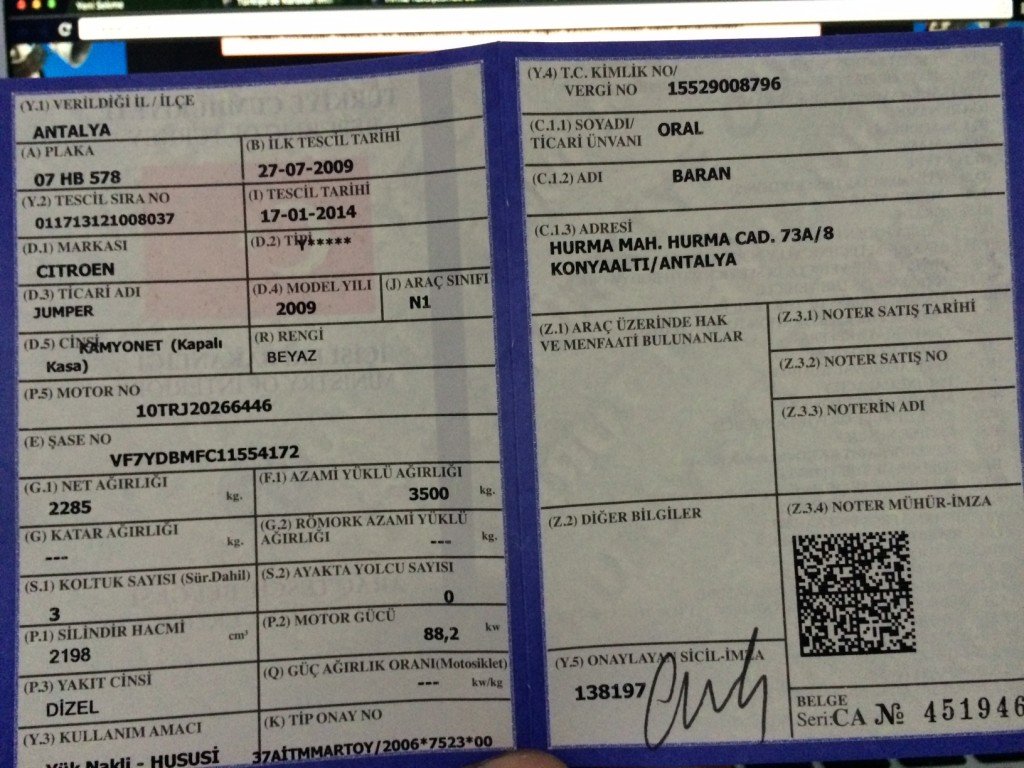 (Y.1) VERİLDİĞİ İL / İLÇE
ANTALYA
(A) PLAKA
07 HB 578
(B) İLK TESCİL TARİHİ
27-07-2009
(Y.2) TESCİL SIRA NO
011713121008037
(I) TESCİL TARİHİ
17-01-2014
(D.1) MARKASI
CITROEN
(D.2) TİPİ
Y*****
(D.3) TİCARİ ADI
JUMPER
(D.4) MODEL YILI
2009
(J) ARAÇ SINIFI
N1
(D.5) CİNSİ
KAMYONET (Kapalı
Kasa)
(R) RENGİ
BEYAZ
(P.5) MOTOR NO
10TRJ20266446
(E) ŞASE NO
VF7YDBMFC11554172
(G.1) NET AĞIRLIĞI
2285 kg.
(F.1) AZAMİ YÜKLÜ AĞIRLIĞI
3500 kg.
(G) KATAR AĞIRLIĞI
--- kg.
(G.2) RÖMORK AZAMİ YÜKLÜ
AĞIRLIĞI --- kg.
(S.1) KOLTUK SAYISI (Sür.Dahil)
3
(S.2) AYAKTA YOLCU SAYISI
0
(P.1) SİLİNDİR HACMİ cm³
2198
(P.2) MOTOR GÜCÜ
88,2 kw
(P.3) YAKIT CİNSİ
DİZEL
(Q) GÜÇ AĞIRLIK ORANI(Motosiklet)
--- kw/kg
(Y.3) KULLANIM AMACI
Yük Nakli - HUSUSİ
(K) TİP ONAY NO
37AİTMMARTOY/2006*7523*00
(Y.4) T.C. KİMLİK NO/
VERGİ NO 15529008796
(C.1.1) SOYADI/
TİCARİ ÜNVANI ORAL
(C.1.2) ADI BARAN
(C.1.3) ADRESİ
HURMA MAH. HURMA CAD. 73A/8
KONYAALTI/ANTALYA
(Z.1) ARAÇ ÜZERİNDE HAK
VE MENFAATİ BULUNANLAR
(Z.3.1) NOTER SATIŞ TARİHİ
(Z.3.2) NOTER SATIŞ NO
(Z.3.3) NOTERİN ADI
(Z.2) DİĞER BİLGİLER
(Z.3.4) NOTER MÜHÜR-İMZA
(Y.5) ONAYLAYAN SİCİL-İMZA
138197
BELGE
Seri:CA № 451946